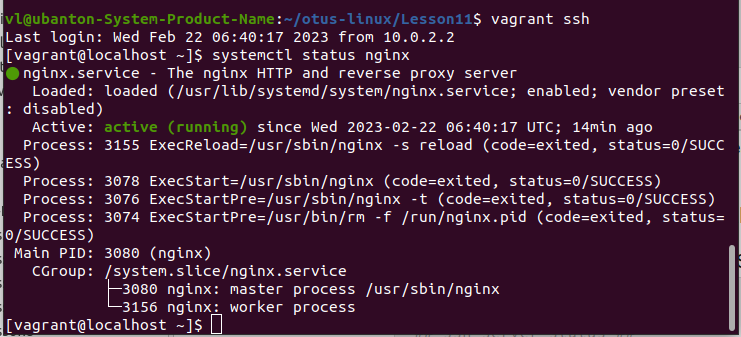 vl@ubanton-System-Product-Name:~/otus-linux/Lesson11$ vagrant ssh
Last login: Wed Feb 22 06:40:17 2023 from 10.0.2.2
[vagrant@localhost ~]$ systemctl status nginx
● nginx.service - The nginx HTTP and reverse proxy server
   Loaded: loaded (/usr/lib/systemd/system/nginx.service; enabled; vendor preset
: disabled)
   Active: active (running) since Wed 2023-02-22 06:40:17 UTC; 14min ago
  Process: 3155 ExecReload=/usr/sbin/nginx -s reload (code=exited, status=0/SUCC
ESS)
  Process: 3078 ExecStart=/usr/sbin/nginx (code=exited, status=0/SUCCESS)
  Process: 3076 ExecStartPre=/usr/sbin/nginx -t (code=exited, status=0/SUCCESS)
  Process: 3074 ExecStartPre=/usr/bin/rm -f /run/nginx.pid (code=exited, status=
0/SUCCESS)
 Main PID: 3080 (nginx)
   CGroup: /system.slice/nginx.service
           ├─3080 nginx: master process /usr/sbin/nginx
           └─3156 nginx: worker process
[vagrant@localhost ~]$